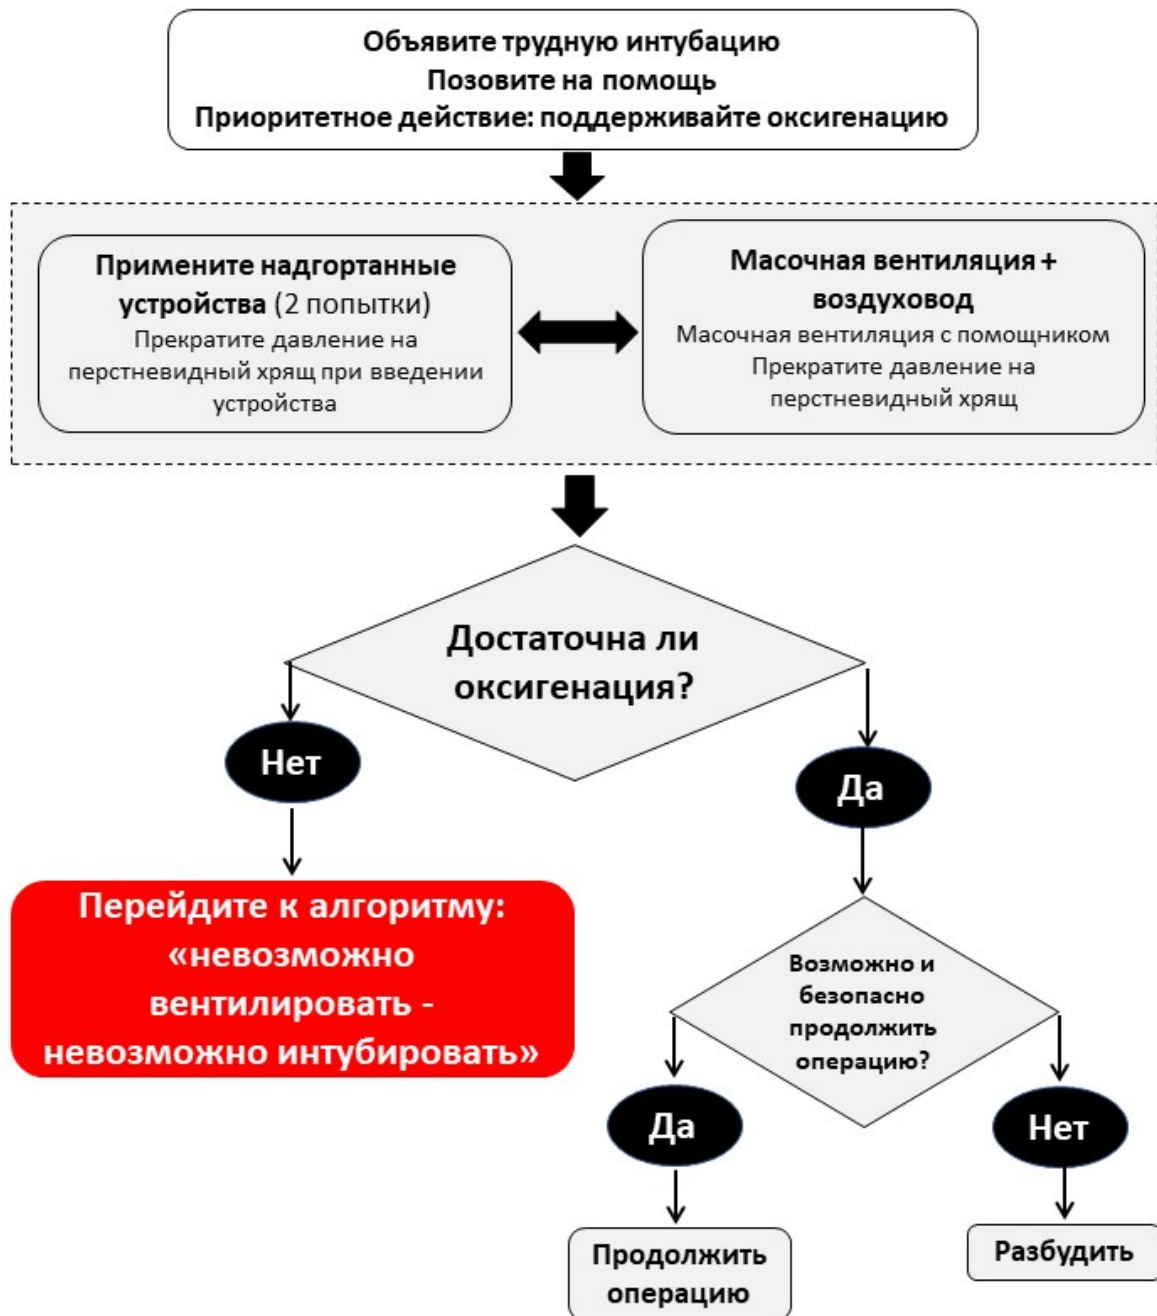 Объявите трудную интубацию
Позовите на помощь
Приоритетное действие: поддерживайте оксигенацию
Примените надгортанные
устройства (2 попытки)
Прекратите давление на
перстневидный хрящ при введении
устройства
Масочная вентиляция +
воздуховод
Масочная вентиляция с помощником
Прекратите давление на
перстневидный хрящ
Достаточна ли
оксигенация?
Нет
Да
Перейдите к алгоритму:
«невозможно
вентилировать -
невозможно интубировать»
Возможно и
безопасно
продолжить
операцию?
Да
Нет
Продолжить
операцию
Разбудить